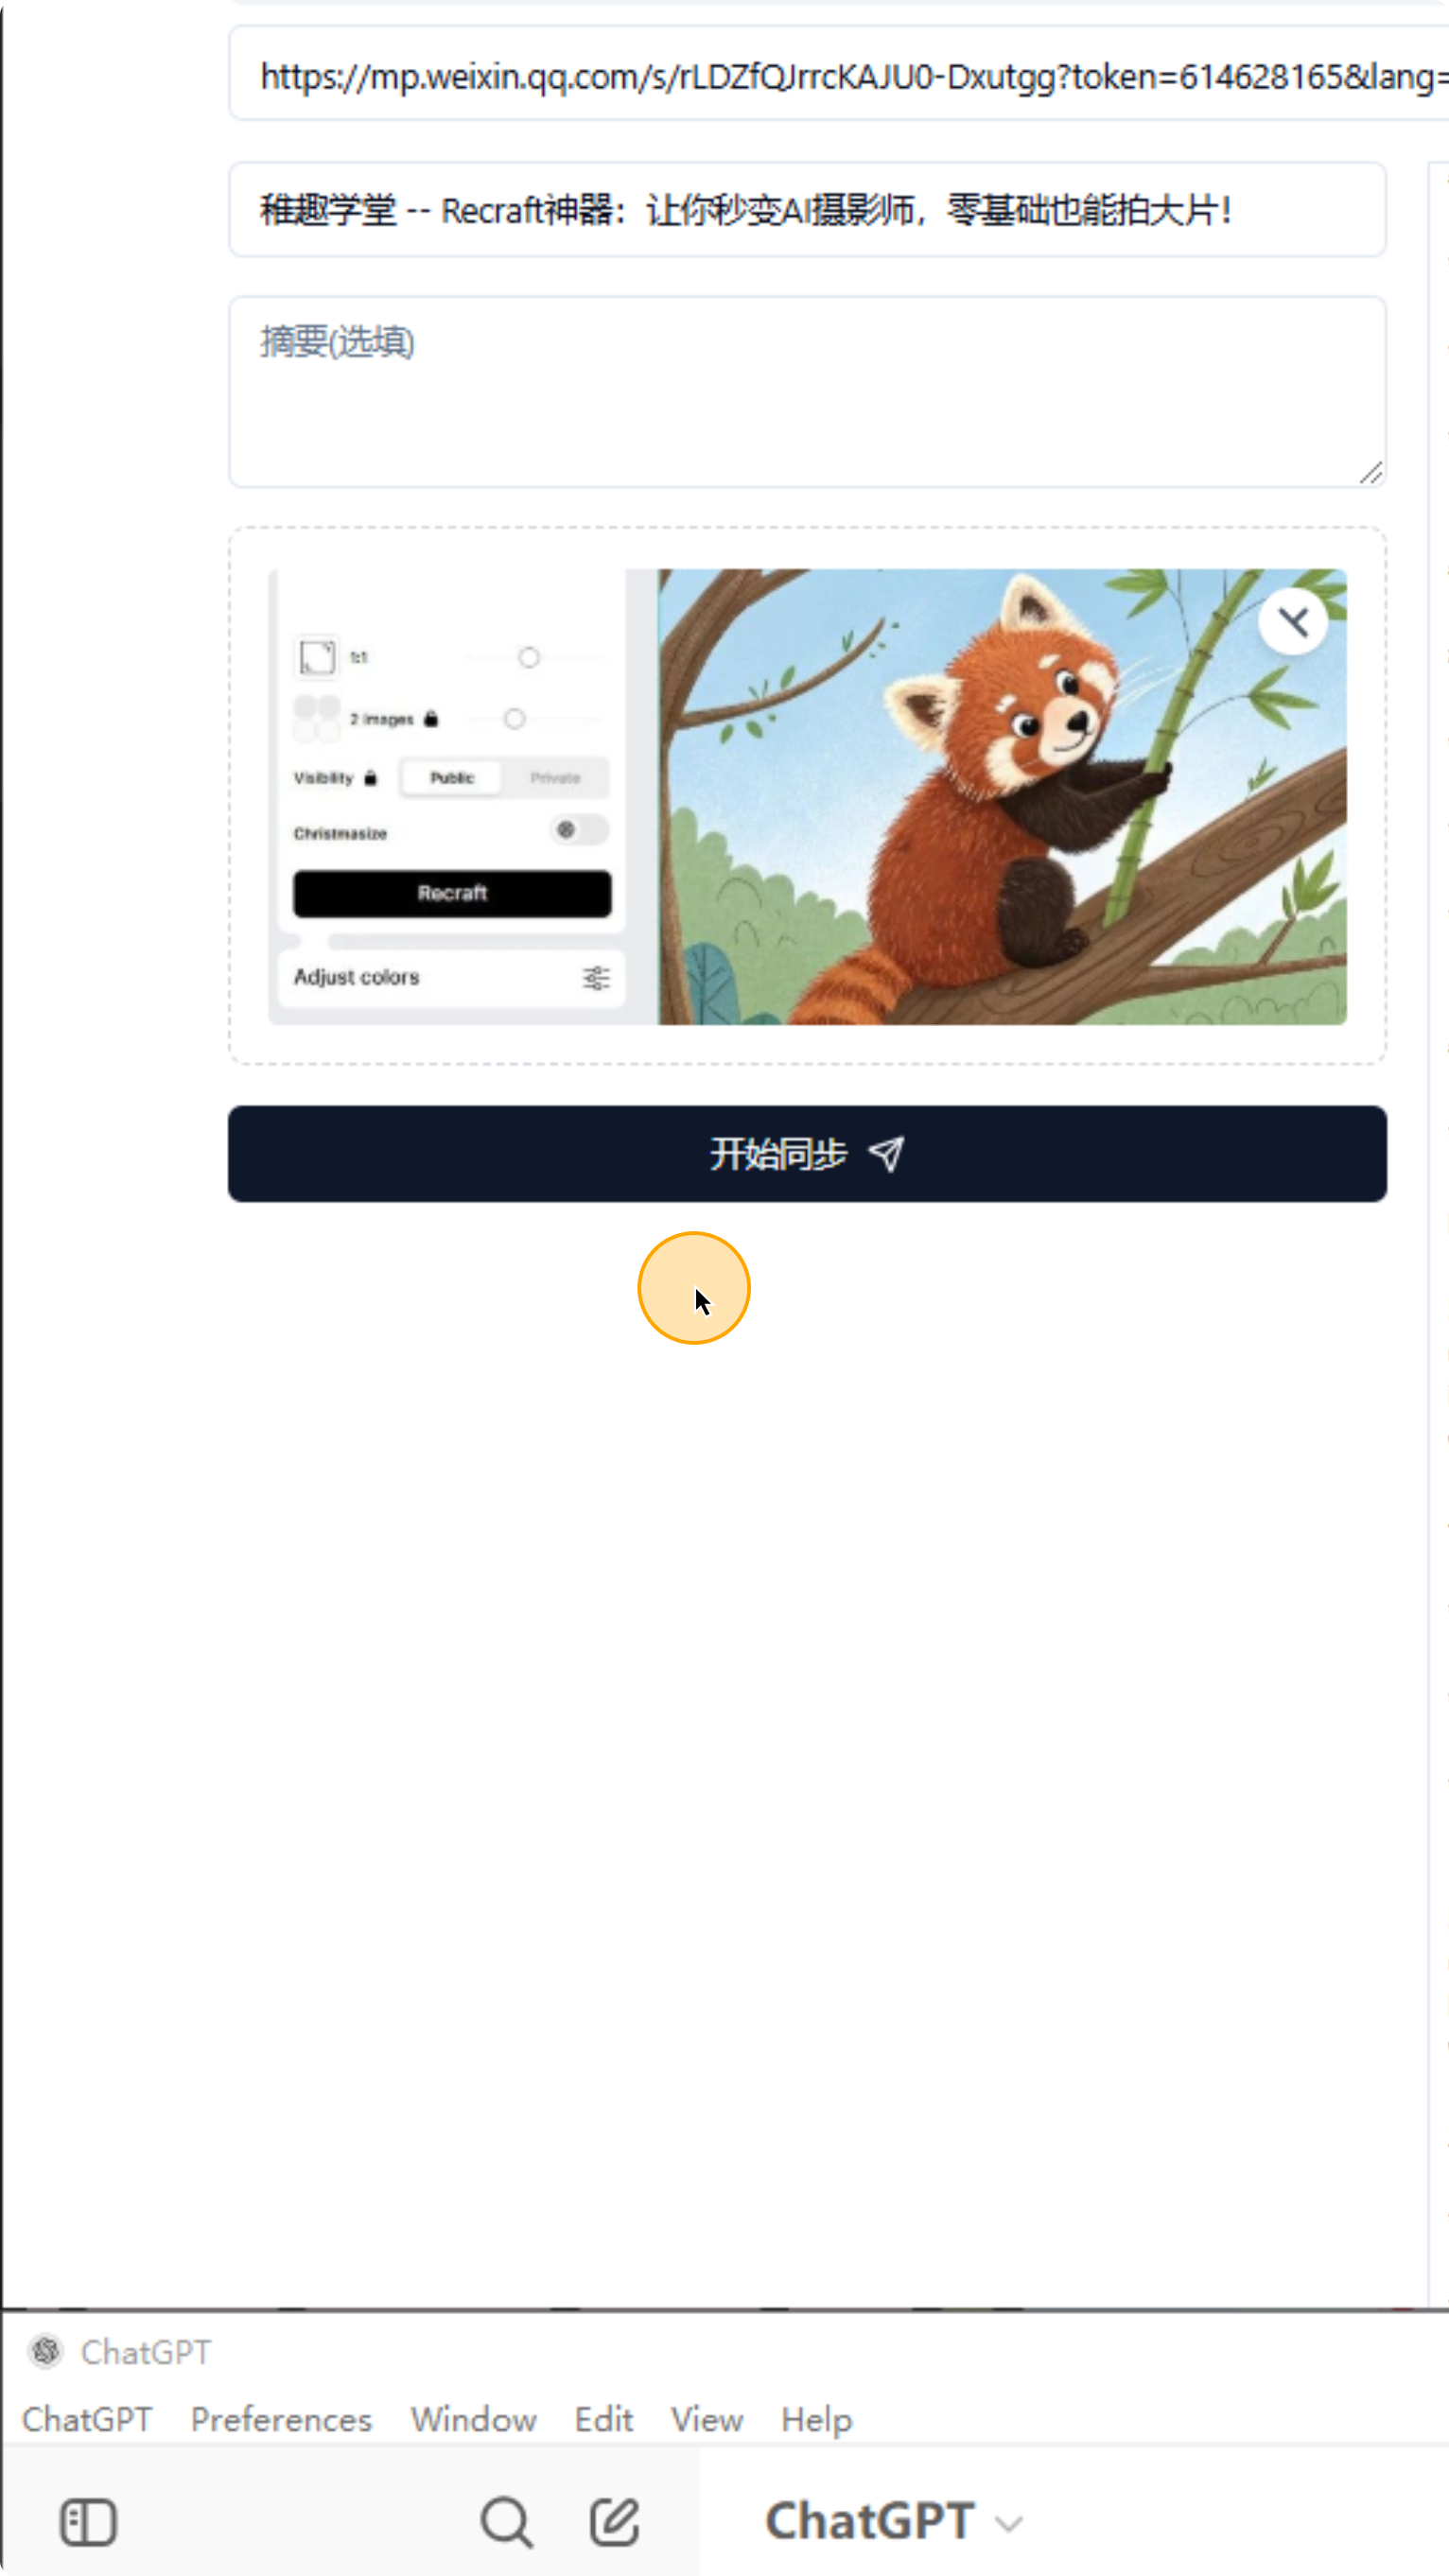 https://mp.weixin.qq.com/s/rLDZfQJrrcKAJU0-Dxutgg?token=614628165&lang=
稚趣学堂 -- Recraft神器：让你秒变AI摄影师，零基础也能拍大片！
摘要(选填)
1:1
2 images
Visibility Public Private
Christmasize
Recraft
Adjust colors
开始同步
ChatGPT
ChatGPT Preferences Window Edit View Help
ChatGPT